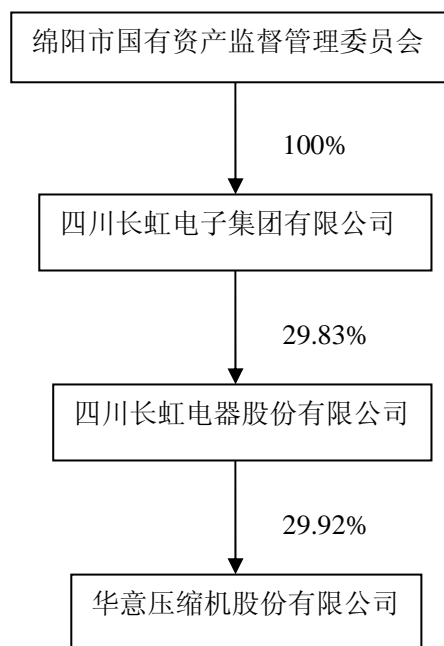 绵阳市国有资产监督管理委员会
100%
四川长虹电子集团有限公司
29.83%
四川长虹电器股份有限公司
29.92%
华意压缩机股份有限公司